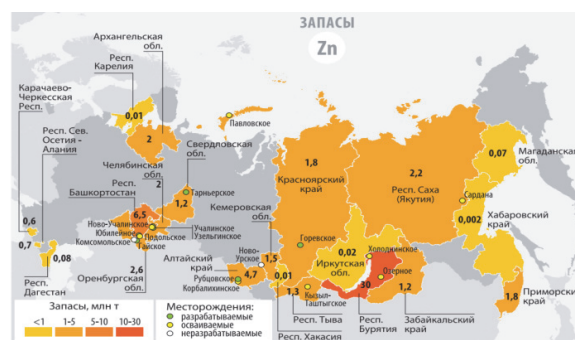 ЗАПАСЫ
Zn
Архангельская
обл.
Респ.
Карелия
Карачаево-
Черкесская
Респ.
0,01
Павловское
Респ. Сев.
Осетия -
Алания
2
Свердловская
обл.
Челябинская
обл.
2
Тарньерское
1,2
Респ.
Башкортостан
6,5
Кемеровская
обл.
1,8
Красноярский
край
2,2
Респ. Саха
(Якутия)
0,07
Магаданская
обл.
Сардана
0,002
Хабаровский
край
0,6
0,7
0,08
Респ.
Дагестан
Ново-Учалинское
Юбилейное
Комсомольское
Учалинское
Узельгинское
Подольское
Гайское
2,6
Оренбургская
обл.
Алтайский
край
Ново-
Урское
1,5
4,7
Рубцовское
Корбалихинское
Горевское
0,01
0,02
Иркутская
обл.
Холоднинское
Озерное
30
1,3
Кызыл-
Таштыгское
1,2
1,8
Приморский
край
Респ. Тыва
Респ. Хакасия
Респ.
Бурятия
Забайкальский
край
Запасы, млн т
<1
1-5
5-10
10-30
Месторождения:
разрабатываемые
осваиваемые
неразрабатываемые